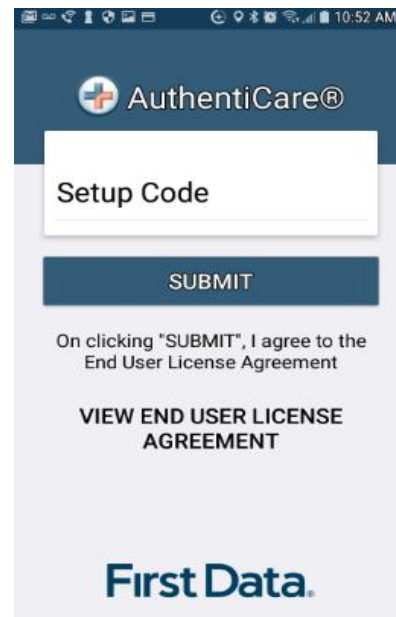 10:52 AM
AuthentiCare®
Setup Code
SUBMIT
On clicking "SUBMIT", I agree to the
End User License Agreement
VIEW END USER LICENSE
AGREEMENT
First Data.